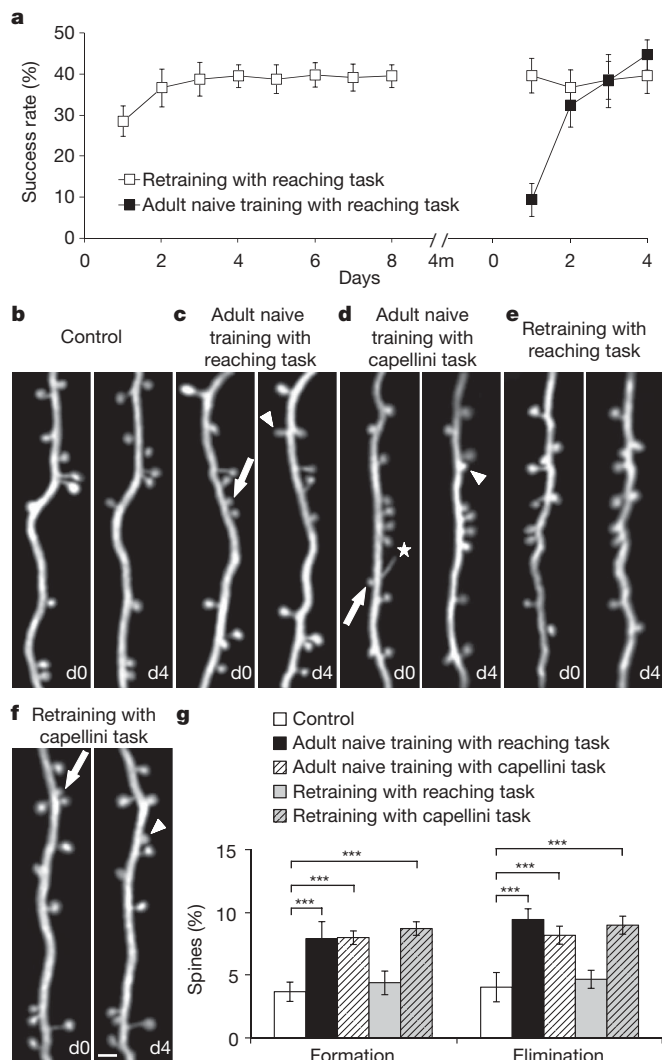 a
50
40
30
20
10
0
Success rate (%)
Retraining with reaching task
Adult naive training with reaching task
0 2 4 6 8 4m 0 2 4
Days
b
Control
c Adult naive
training with
reaching task
d Adult naive
training with
capellini task
e Retraining with
reaching task
d0 d4 d0 d4 d0 d4 d0 d4
f Retraining with
capellini task
d0 d4
g
Control
Adult naive training with reaching task
Adult naive training with capellini task
Retraining with reaching task
Retraining with capellini task
15
10
5
0
Spines (%)
***
***
***
***
***
***
Formation Elimination